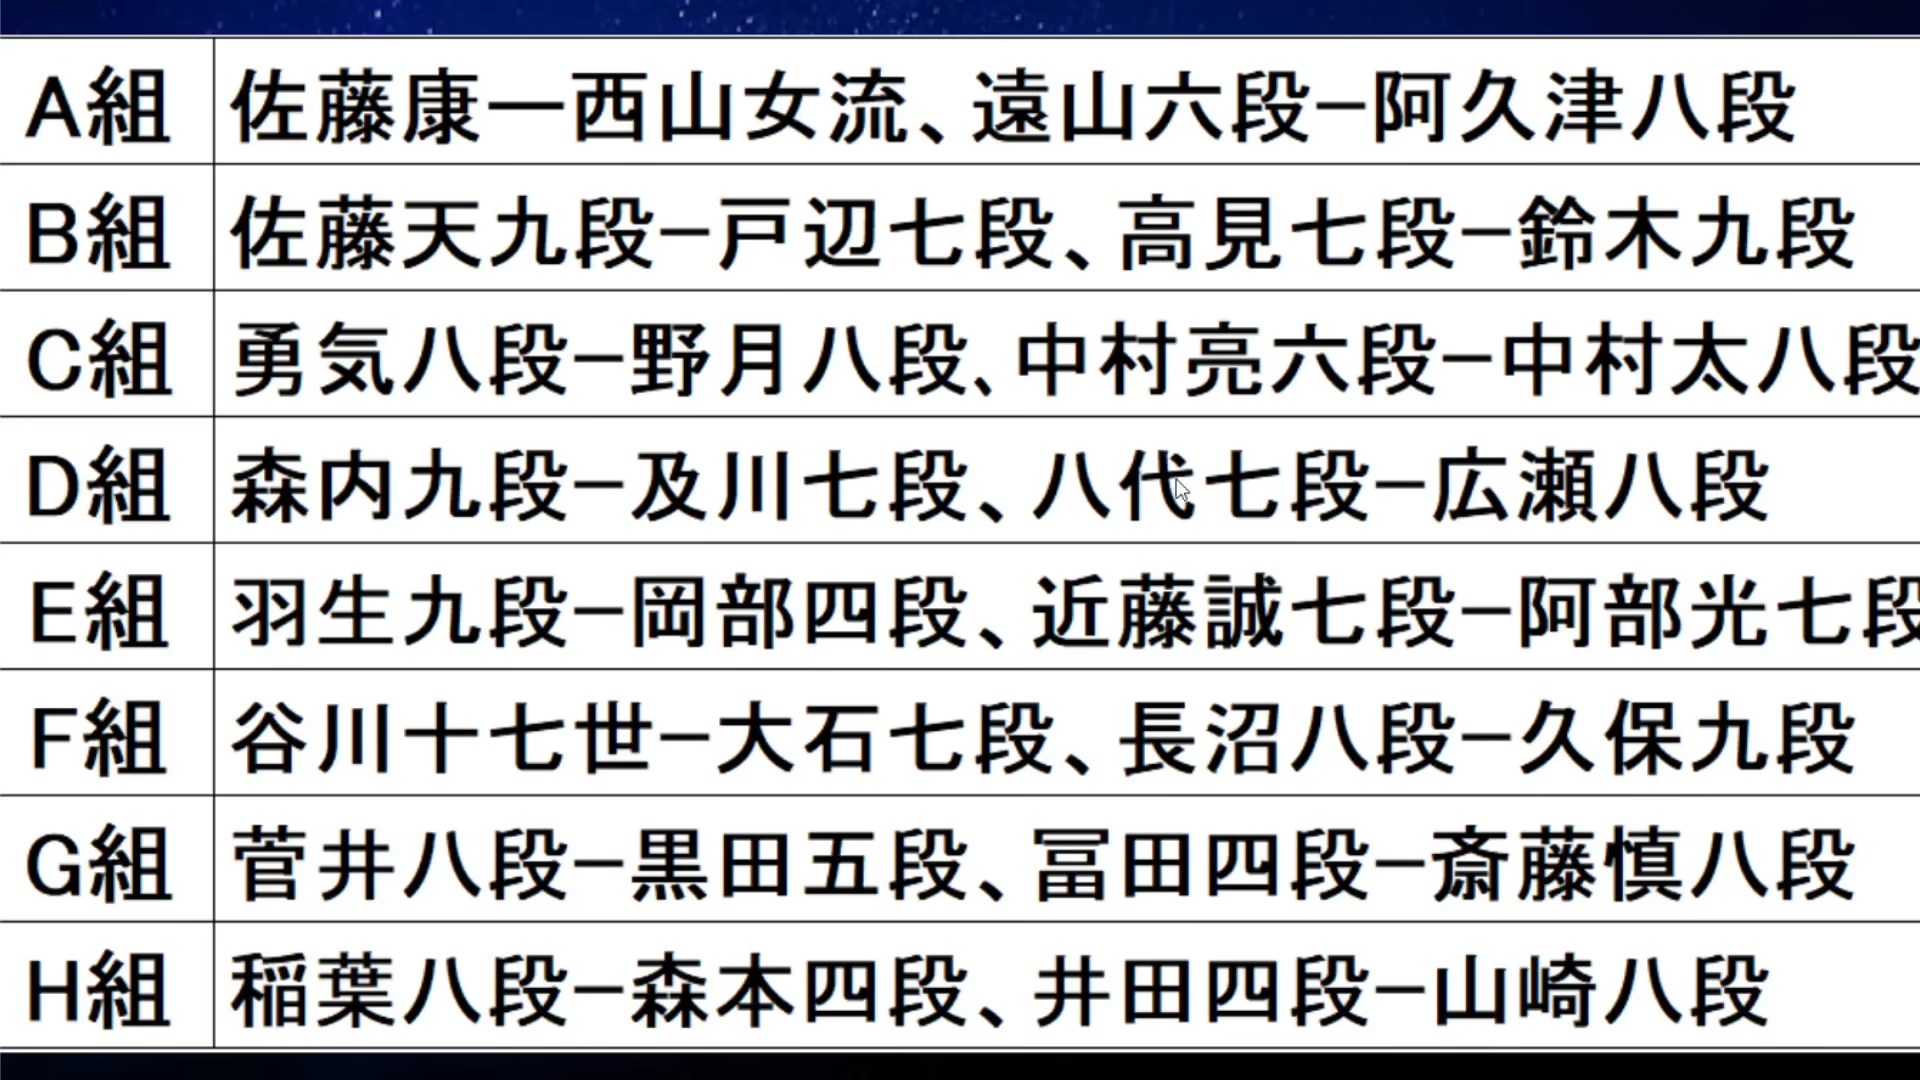 A組 佐藤康―西山女流、遠山六段－阿久津八段
B組 佐藤天九段－戸辺七段、高見七段－鈴木九段
C組 勇気八段－野月八段、中村亮六段－中村太八段
D組 森内九段－及川七段、八代七段－広瀬八段
E組 羽生九段－岡部四段、近藤誠七段－阿部光七段
F組 谷川十七世－大石七段、長沼八段－久保九段
G組 菅井八段－黒田五段、冨田四段－斎藤慎八段
H組 稲葉八段－森本四段、井田四段－山崎八段